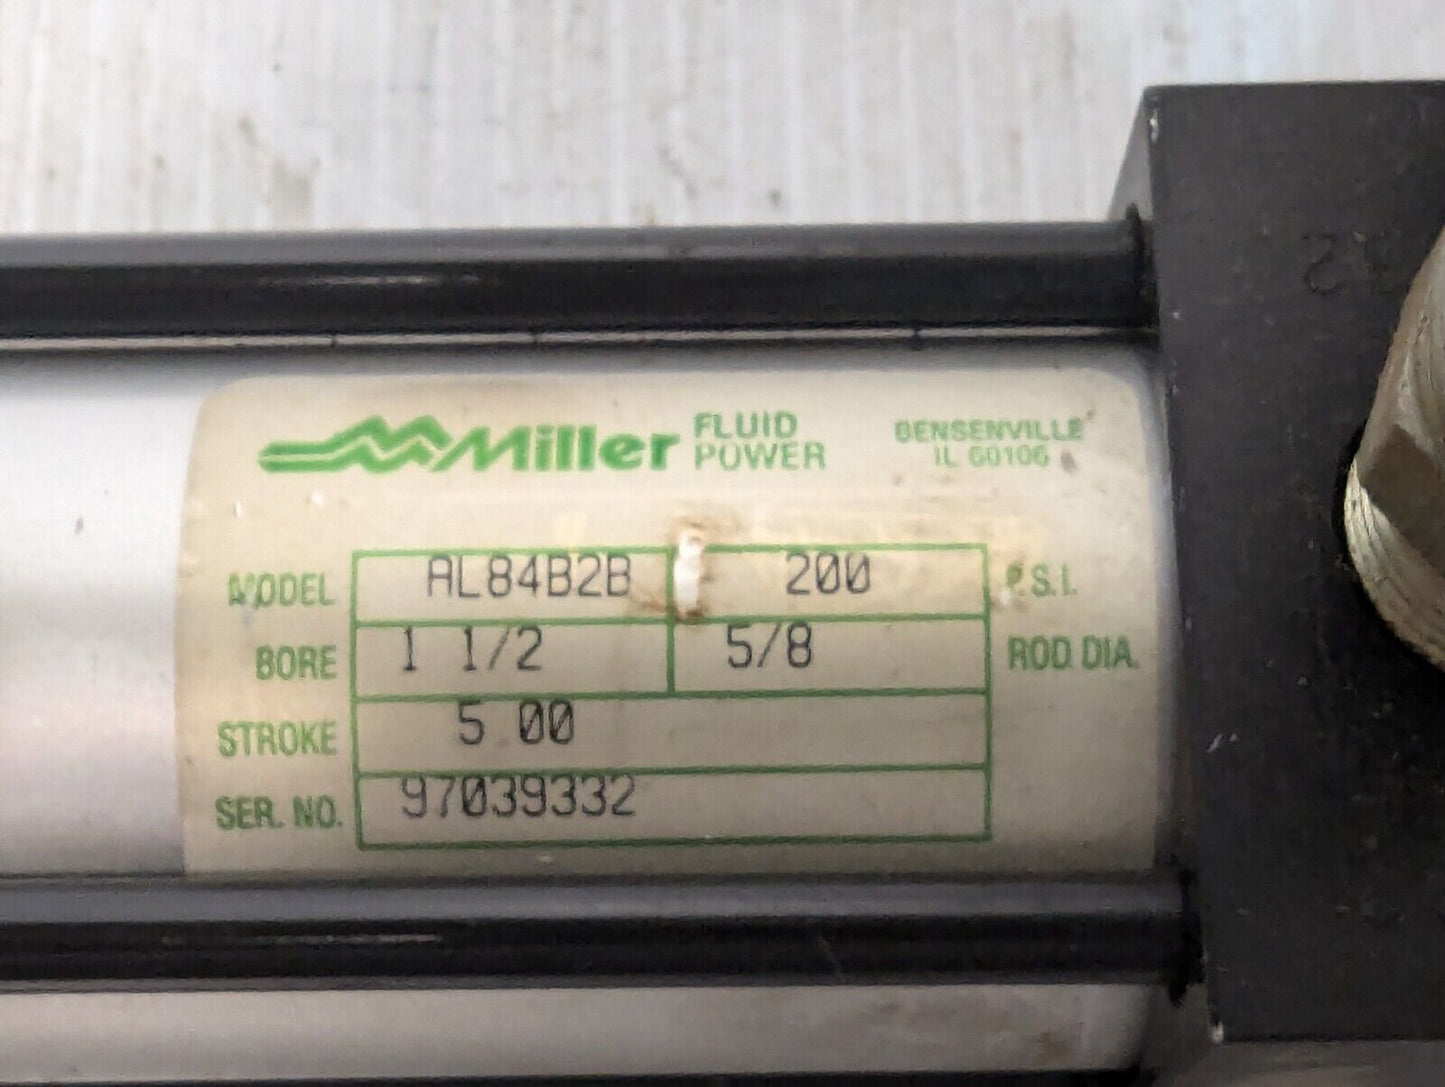 Miller FLUID POWER
BENSENVILLE
IL 60106
MODEL AL84B2B 200 P.S.I.
BORE 1 1/2 5/8 ROD DIA.
STROKE 5 00
SER. NO. 97039332